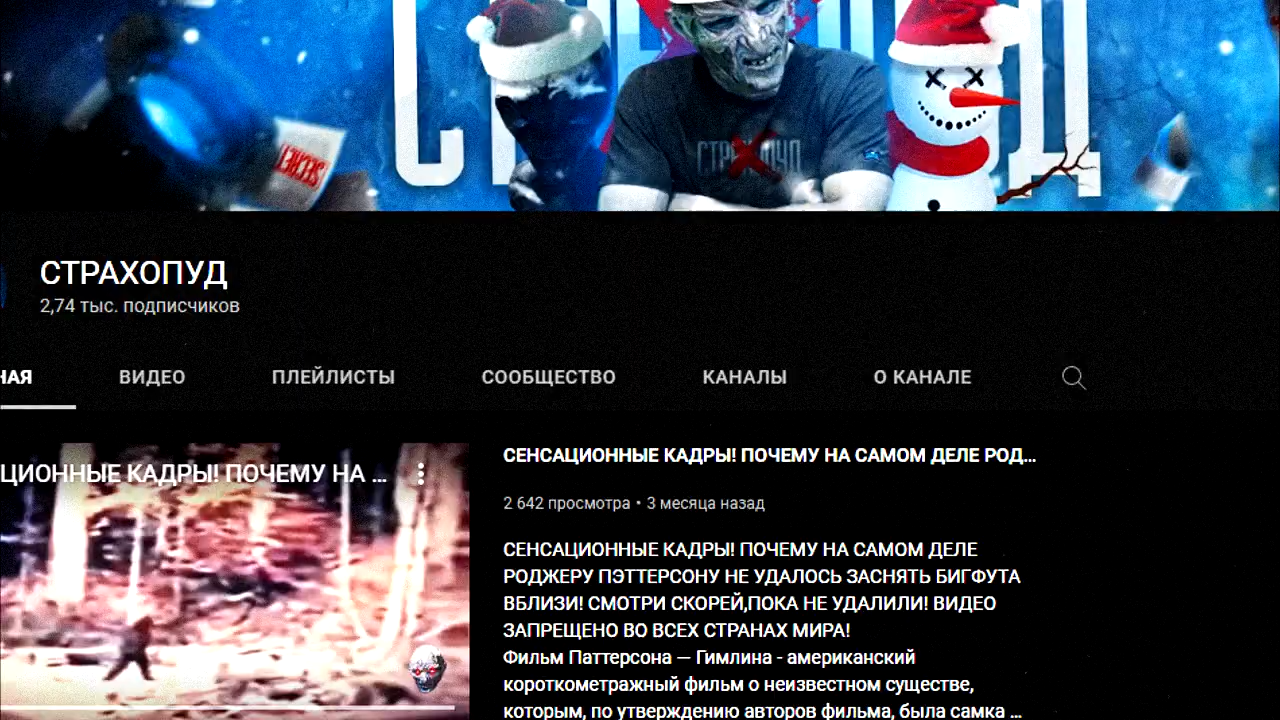 SECRET
СТРАХОПУД
СТРАХОПУД
2,74 тыс. подписчиков
НАЯ
ВИДЕО
ПЛЕЙЛИСТЫ
СООБЩЕСТВО
КАНАЛЫ
О КАНАЛЕ
ЦИОННЫЕ КАДРЫ! ПОЧЕМУ НА ...
СЕНСАЦИОННЫЕ КАДРЫ! ПОЧЕМУ НА САМОМ ДЕЛЕ РОД...
2 642 просмотра • 3 месяца назад
СЕНСАЦИОННЫЕ КАДРЫ! ПОЧЕМУ НА САМОМ ДЕЛЕ
РОДЖЕРУ ПЭТТЕРСОНУ НЕ УДАЛОСЬ ЗАСНЯТЬ БИГФУТА
ВБЛИЗИ! СМОТРИ СКОРЕЙ,ПОКА НЕ УДАЛИЛИ! ВИДЕО
ЗАПРЕЩЕНО ВО ВСЕХ СТРАНАХ МИРА!
Фильм Паттерсона — Гимлина - американский
короткометражный фильм о неизвестном существе,
которым, по утверждению авторов фильма, была самка ...